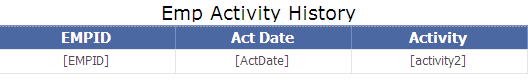 Emp Activity History
EMPID Act Date Activity
[EMPID] [ActDate] [activity2]